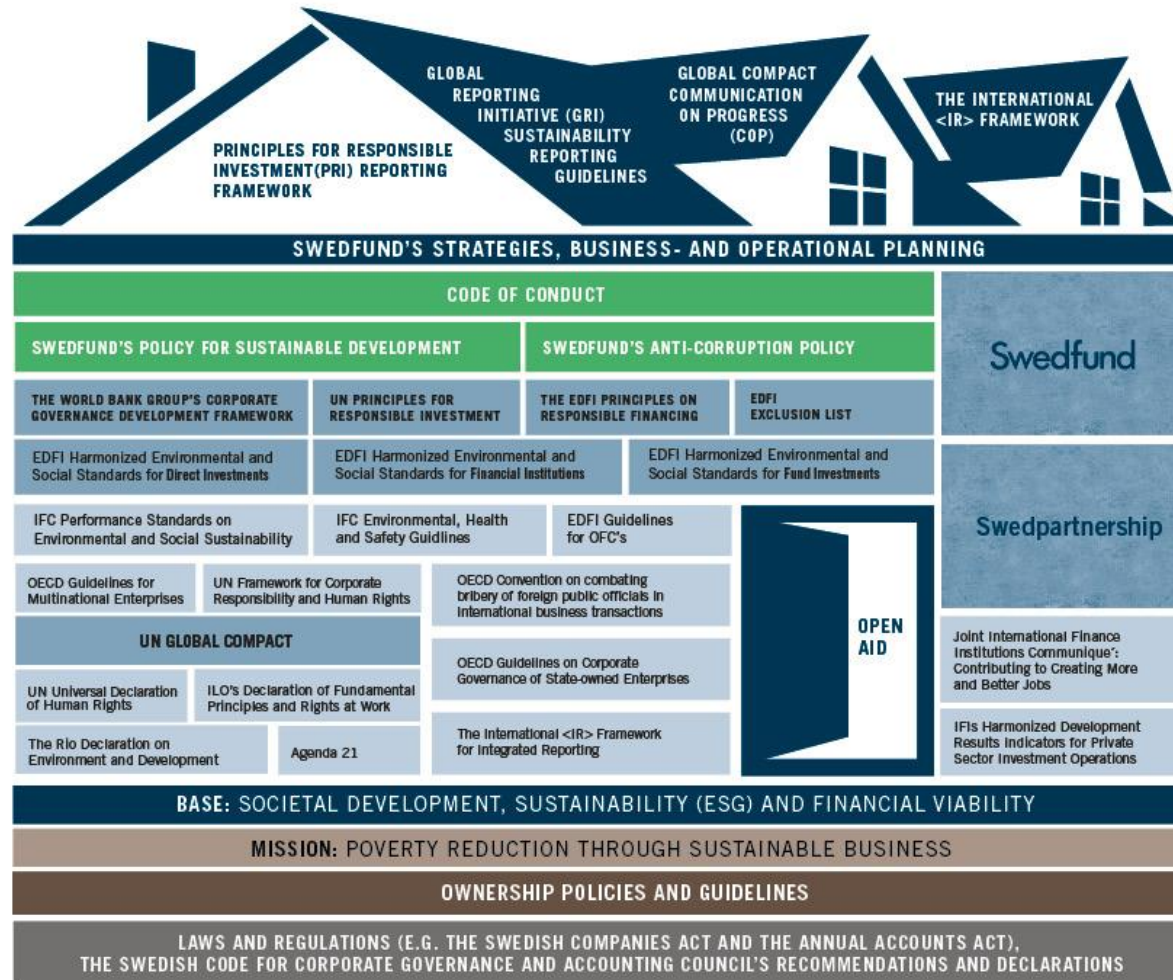 GLOBAL
REPORTING
INITIATIVE (GRI)
SUSTAINABILITY
REPORTING
GUIDELINES
GLOBAL COMPACT
COMMUNICATION
ON PROGRESS
(COP)
THE INTERNATIONAL
<IR> FRAMEWORK
PRINCIPLES FOR RESPONSIBLE
INVESTMENT(PRI) REPORTING
FRAMEWORK
SWEDFUND'S STRATEGIES, BUSINESS- AND OPERATIONAL PLANNING
CODE OF CONDUCT
SWEDFUND'S POLICY FOR SUSTAINABLE DEVELOPMENT
SWEDFUND'S ANTI-CORRUPTION POLICY
Swedfund
THE WORLD BANK GROUP'S CORPORATE
GOVERNANCE DEVELOPMENT FRAMEWORK
UN PRINCIPLES FOR
RESPONSIBLE INVESTMENT
THE EDFI PRINCIPLES ON
RESPONSIBLE FINANCING
EDFI
EXCLUSION LIST
EDFI Harmonized Environmental and
Social Standards for Direct Investments
EDFI Harmonized Environmental and
Social Standards for Financial Institutions
EDFI Harmonized Environmental and
Social Standards for Fund Investments
IFC Performance Standards on
Environmental and Social Sustainability
IFC Environmental, Health
and Safety Guidlines
EDFI Guidelines
for OFC's
Swedpartnership
OECD Guidelines for
Multinational Enterprises
UN Framework for Corporate
Responsibility and Human Rights
OECD Convention on combating
bribery of foreign public officials in
international business transactions
UN GLOBAL COMPACT
OPEN
AID
Joint International Finance
Institutions Communique´:
Contributing to Creating More
and Better Jobs
OECD Guidelines on Corporate
Governance of State-owned Enterprises
UN Universal Declaration
of Human Rights
ILO's Declaration of Fundamental
Principles and Rights at Work
The Rio Declaration on
Environment and Development
Agenda 21
The International <IR> Framework
for Integrated Reporting
IFIs Harmonized Development
Results Indicators for Private
Sector Investment Operations
BASE: SOCIETAL DEVELOPMENT, SUSTAINABILITY (ESG) AND FINANCIAL VIABILITY
MISSION: POVERTY REDUCTION THROUGH SUSTAINABLE BUSINESS
OWNERSHIP POLICIES AND GUIDELINES
LAWS AND REGULATIONS (E.G. THE SWEDISH COMPANIES ACT AND THE ANNUAL ACCOUNTS ACT),
THE SWEDISH CODE FOR CORPORATE GOVERNANCE AND ACCOUNTING COUNCIL'S RECOMMENDATIONS AND DECLARATIONS